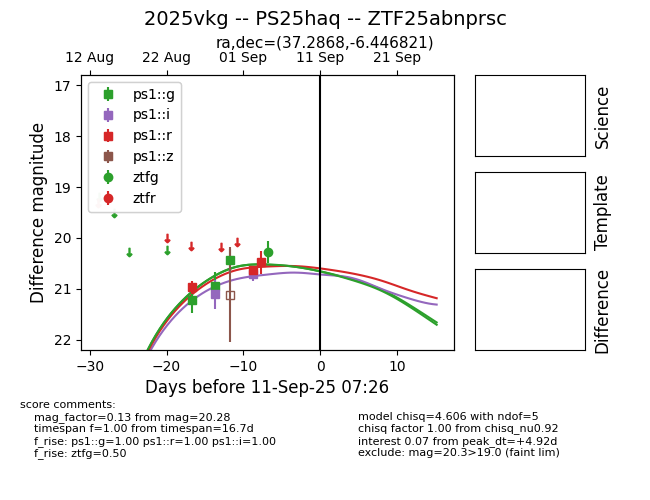 2025vkg -- PS25haq -- ZTF25abnprsc
ra,dec=(37.2868,-6.446821)
12 Aug
22 Aug
01 Sep
11 Sep
21 Sep
17
18
19
20
21
22
Difference magnitude
ps1::g
ps1::i
ps1::r
ps1::z
ztfg
ztfr
Science
Template
Difference
−30
−20
−10
0
10
Days before 11-Sep-25 07:26
score comments:
mag_factor=0.13 from mag=20.28
timespan f=1.00 from timespan=16.7d
f_rise: ps1::g=1.00 ps1::r=1.00 ps1::i=1.00
f_rise: ztfg=0.50
model chisq=4.606 with ndof=5
chisq factor 1.00 from chisq_nu0.92
interest 0.07 from peak_dt=+4.92d
exclude: mag=20.3>19.0 (faint lim)